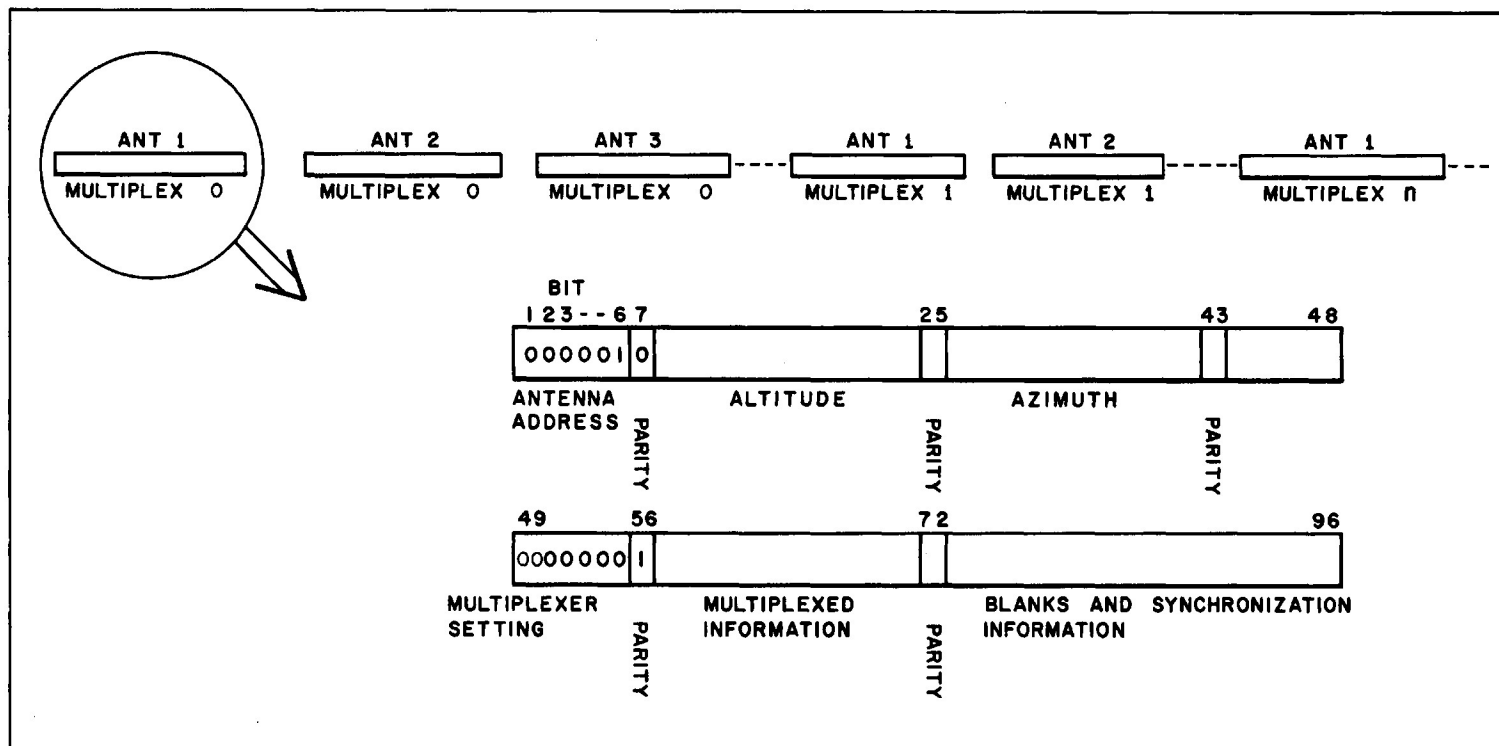 ANT 1 ANT 2 ANT 3 ANT 1 ANT 2 ANT 1
MULTIPLEX 0 MULTIPLEX 0 MULTIPLEX 0 MULTIPLEX 1 MULTIPLEX 1 MULTIPLEX n
BIT
1 2 3 - - 6 7 25 43 48
000001 0
ANTENNA ALTITUDE AZIMUTH
ADDRESS
PARITY PARITY PARITY
49 56 72 96
0000000 1
MULTIPLEXER MULTIPLEXED BLANKS AND SYNCHRONIZATION
SETTING INFORMATION INFORMATION
PARITY PARITY